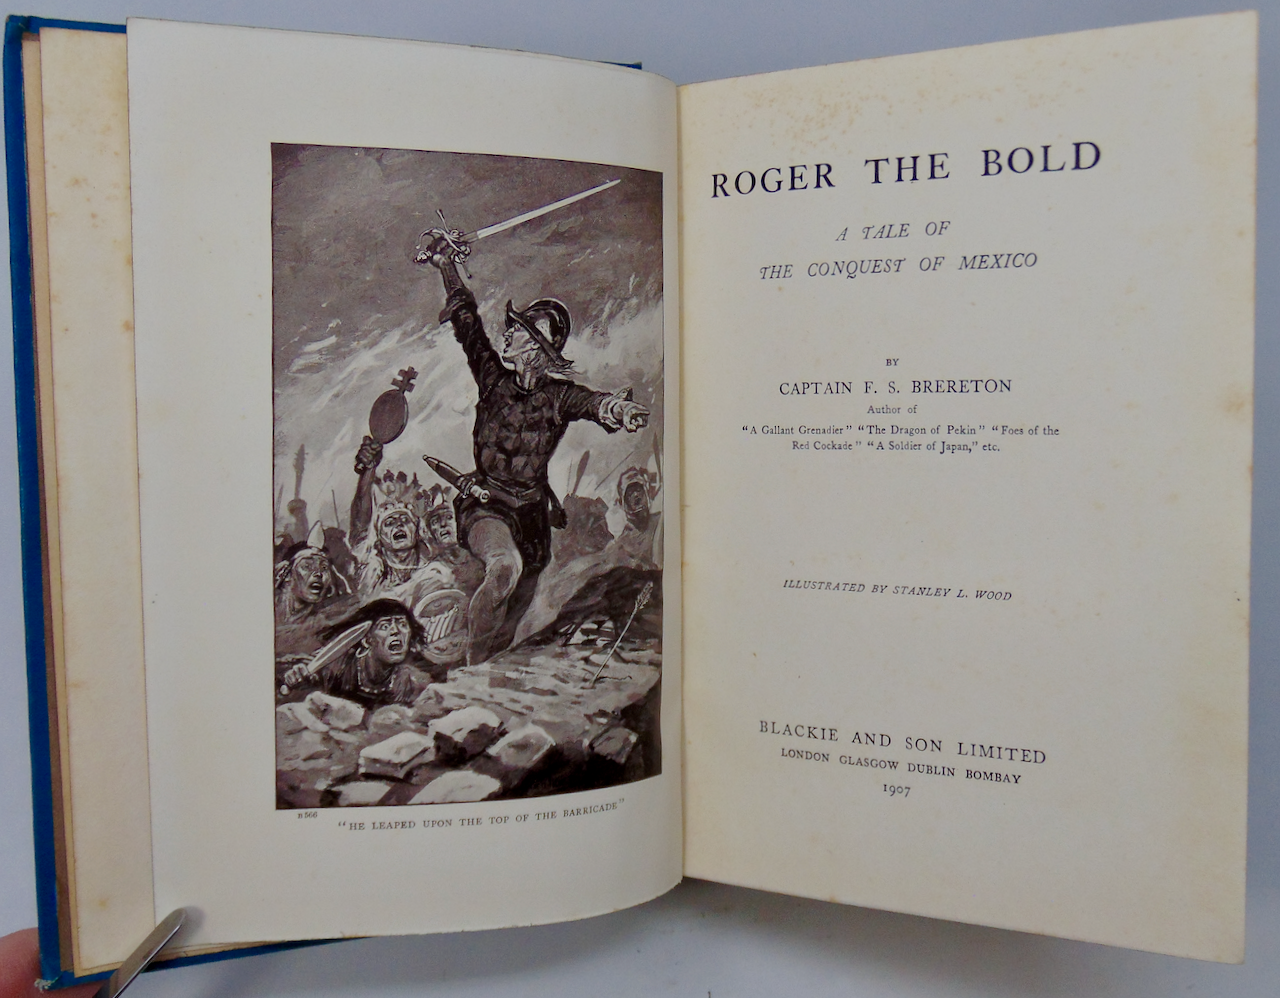 R566
"HE LEAPED UPON THE TOP OF THE BARRICADE"
ROGER THE BOLD
A TALE OF
THE CONQUEST OF MEXICO
BY
CAPTAIN F. S. BRERETON
Author of
"A Gallant Grenadier" "The Dragon of Pekin" "Foes of the
Red Cockade" "A Soldier of Japan," etc.
ILLUSTRATED BY STANLEY L. WOOD
BLACKIE AND SON LIMITED
LONDON GLASGOW DUBLIN BOMBAY
1907